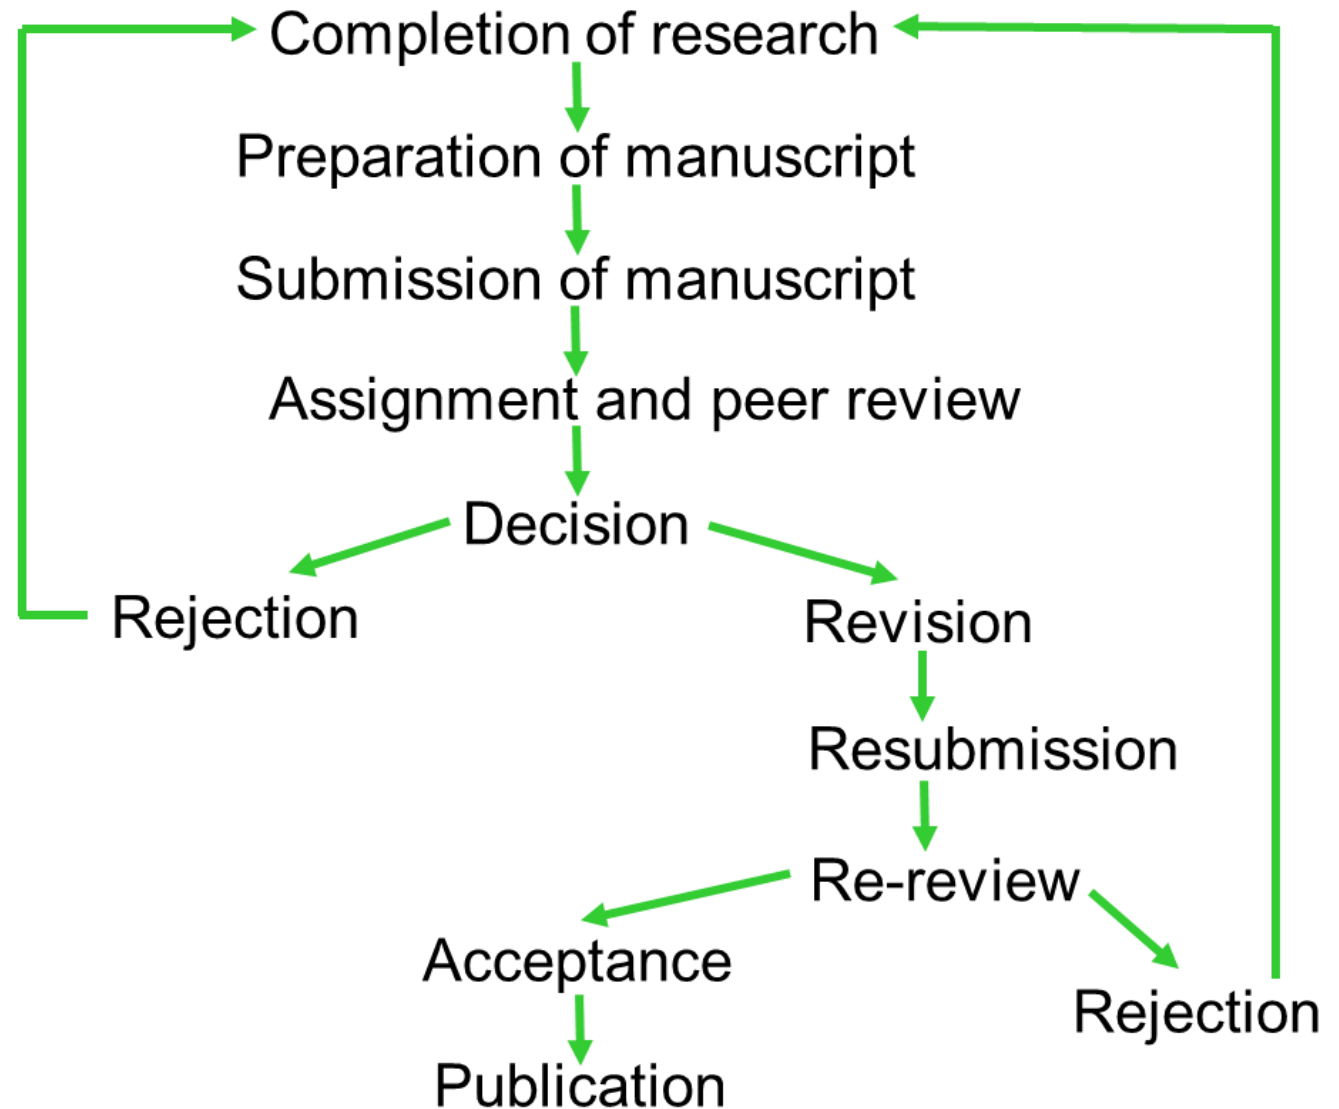 Completion of research
Preparation of manuscript
Submission of manuscript
Assignment and peer review
Decision
Rejection
Revision
Resubmission
Re-review
Acceptance
Rejection
Publication